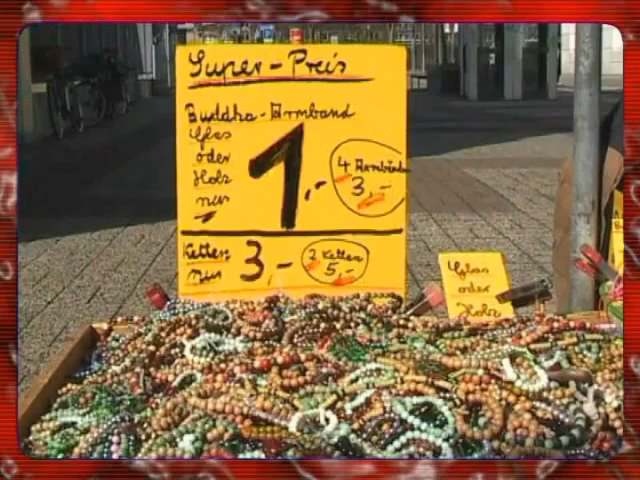 Super-Preis
Buddha-Armband
Glas
oder
Holz
nur
1,-
4 Armbänder
3,-
Ketten
nur
3,-
2 Ketten
5,-
Glas
oder
Holz